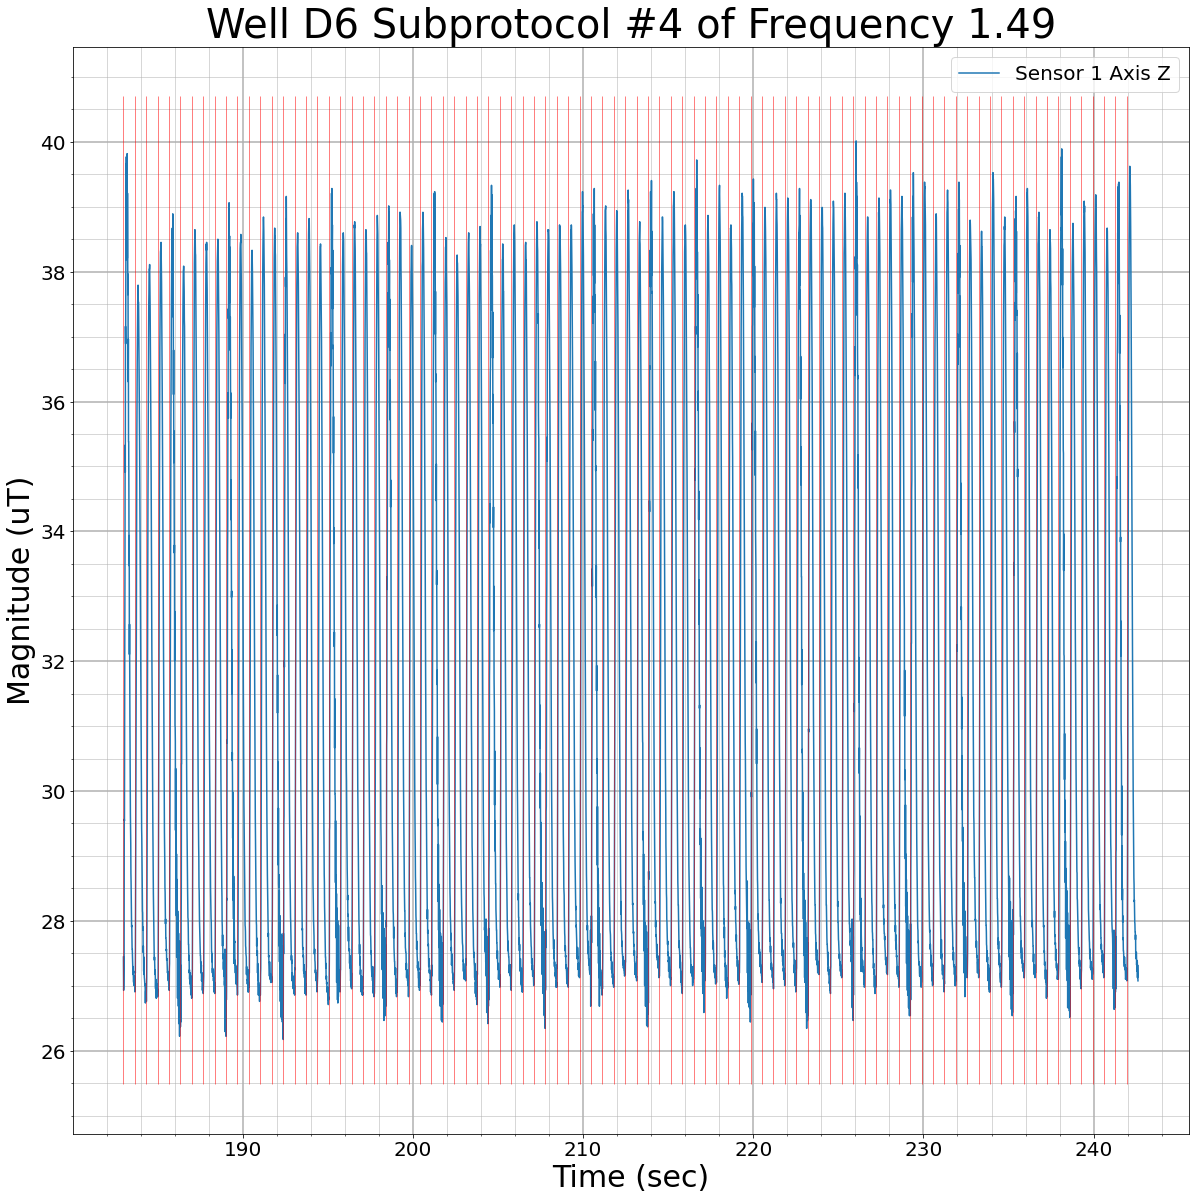 Well D6 Subprotocol #4 of Frequency 1.49
Sensor 1 Axis Z
40
38
36
34
32
30
28
26
Magnitude (uT)
190 200 210 220 230 240
Time (sec)